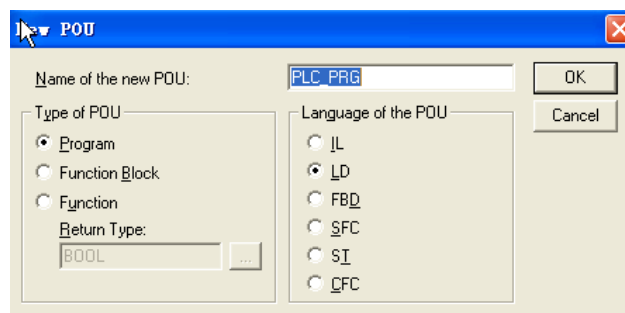 New POU
Name of the new POU:
PLC_PRG
OK
Cancel
Type of POU
Program
Function Block
Function
Return Type:
BOOL
...
Language of the POU
IL
LD
FBD
SFC
ST
CFC